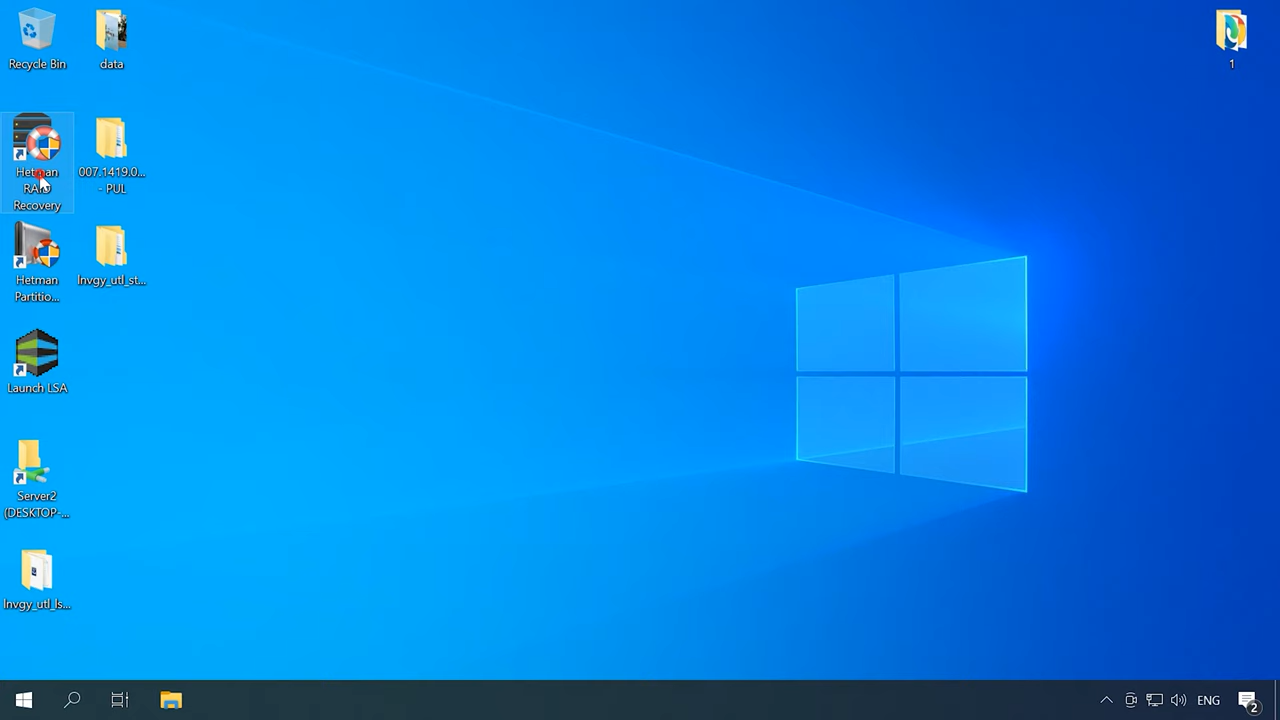 Recycle Bin
data
1
Hetman
RAID
Recovery
007.1419.0...
- PUL
Hetman
Partitio...
lnvgy_utl_st...
Launch LSA
Server2
(DESKTOP-...
lnvgy_utl_ls...
ENG
2